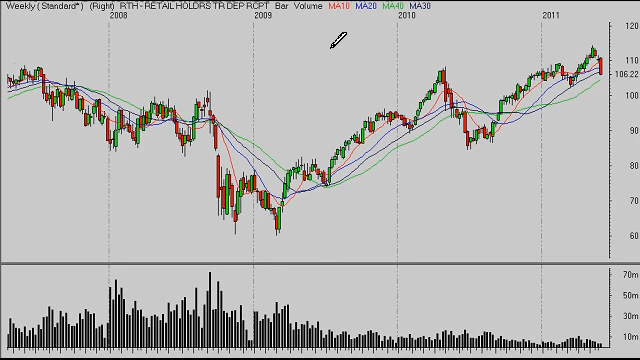 Weekly ( Standard* ) (Right) RTH - RETAIL HOLDRS TR DEP RCPT Bar Volume MA10 MA20 MA40 MA30
2008 2009 2010 2011
120
110
106.22
100
90
80
70
60
70m
50m
30m
10m